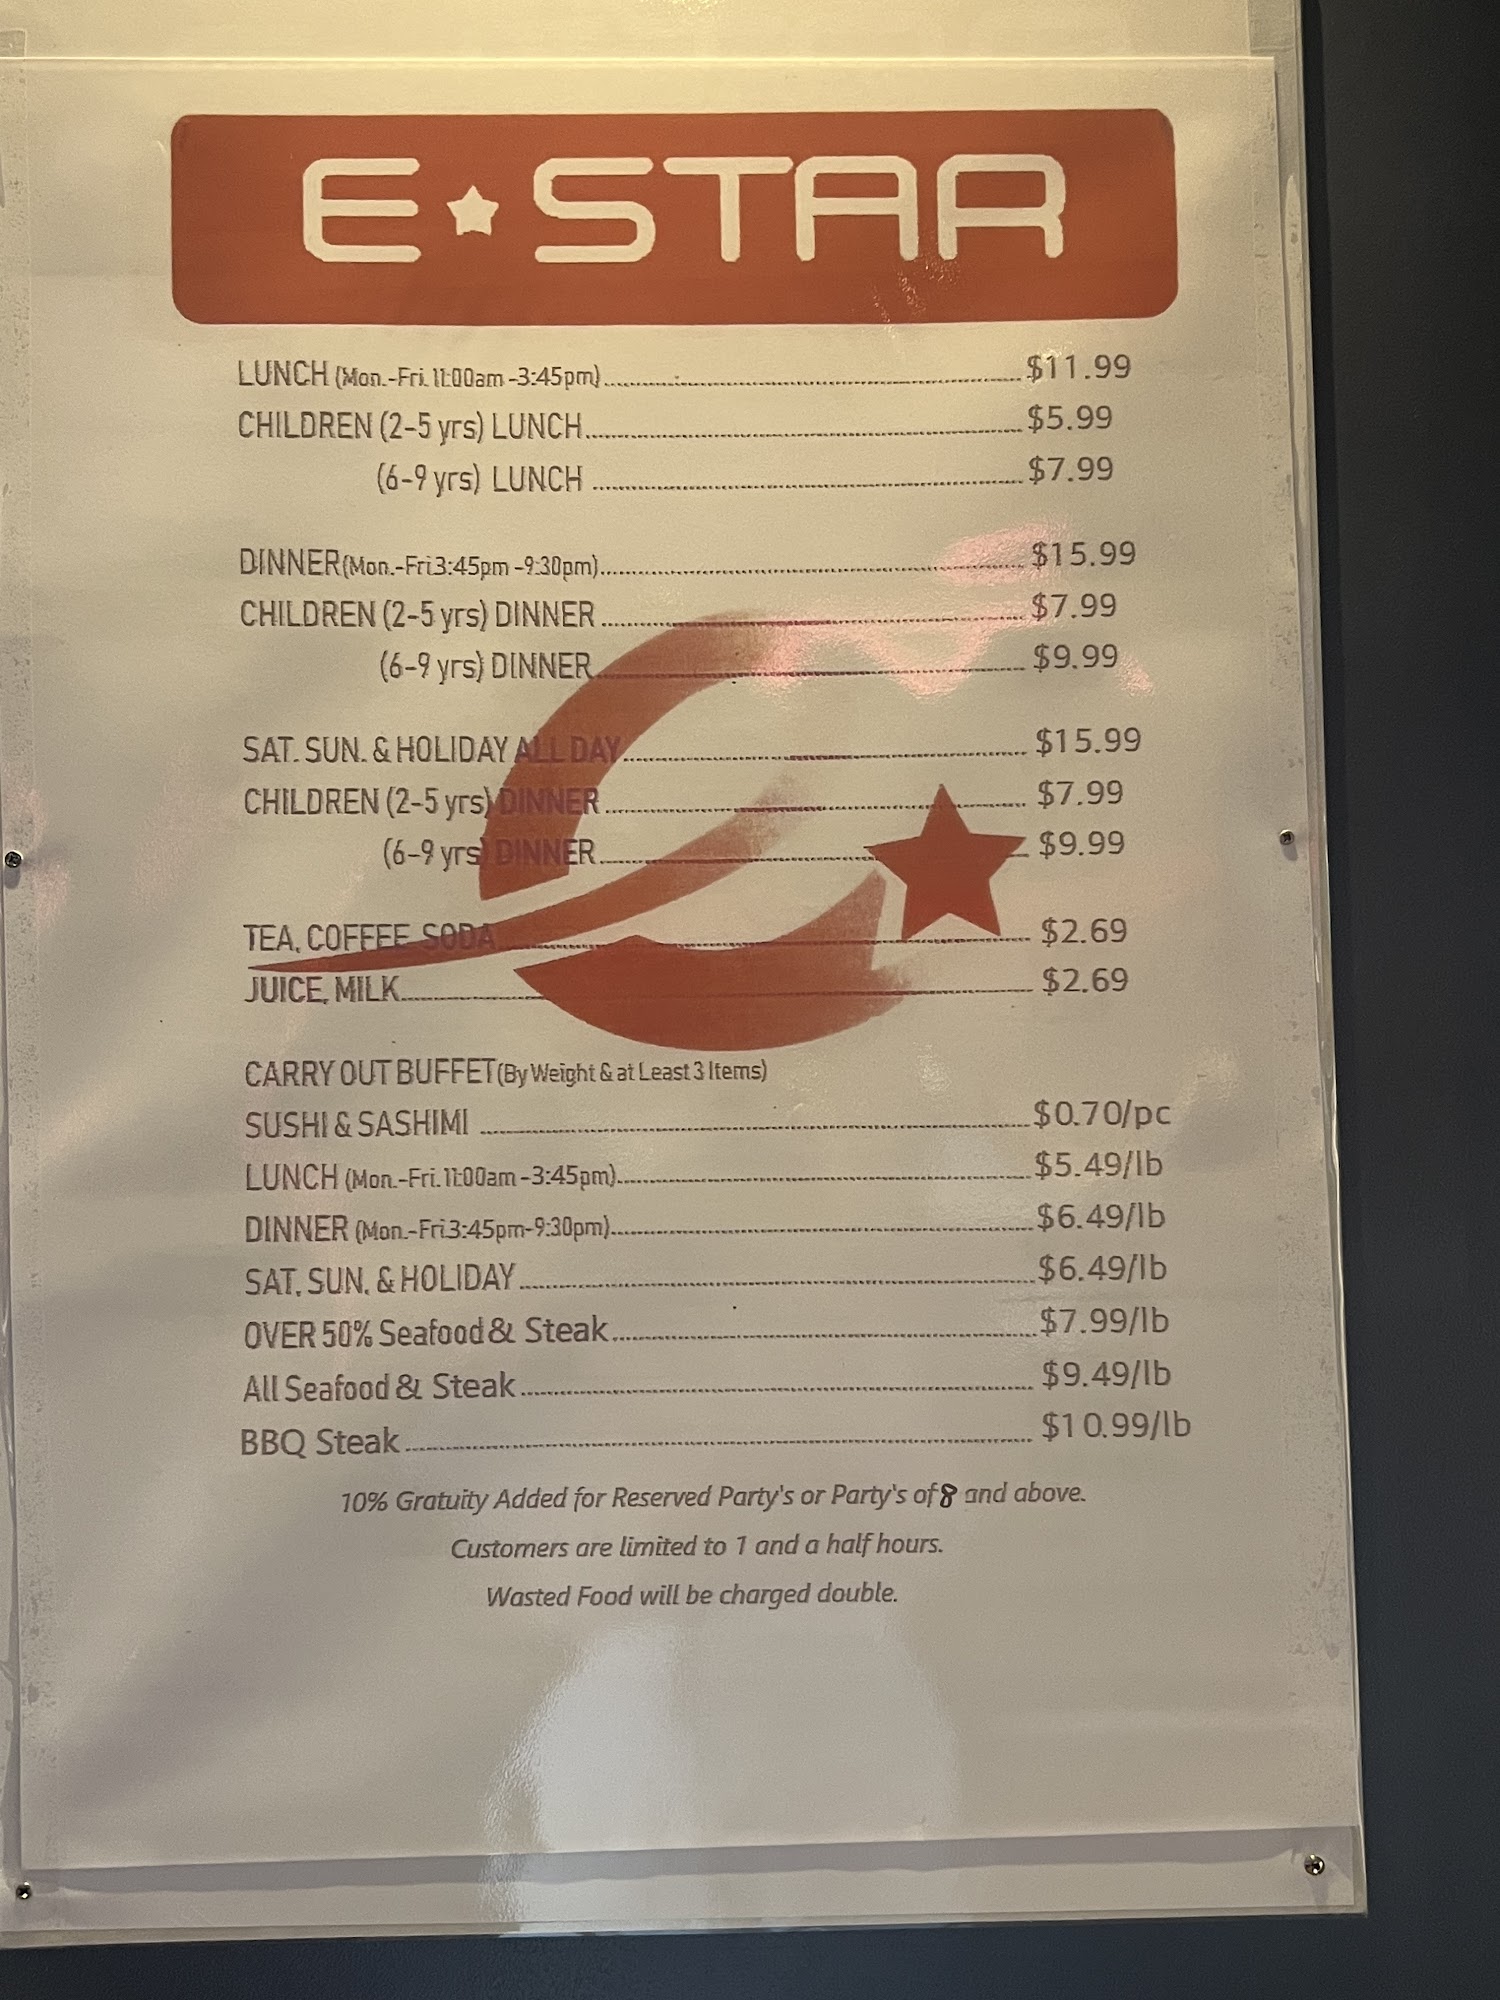 E★STAR
LUNCH (Mon.-Fri. 11:00am -3:45pm) $11.99
CHILDREN (2-5 yrs) LUNCH $5.99
(6-9 yrs) LUNCH $7.99
DINNER(Mon.-Fri.3:45pm -9:30pm) $15.99
CHILDREN (2-5 yrs) DINNER $7.99
(6-9 yrs) DINNER $9.99
SAT. SUN. & HOLIDAY ALL DAY $15.99
CHILDREN (2-5 yrs) DINNER $7.99
(6-9 yrs) DINNER $9.99
TEA, COFFEE, SODA $2.69
JUICE, MILK $2.69
CARRY OUT BUFFET(By Weight & at Least 3 Items)
SUSHI & SASHIMI $0.70/pc
LUNCH (Mon.-Fri. 11:00am -3:45pm) $5.49/lb
DINNER (Mon.-Fri.3:45pm-9:30pm) $6.49/lb
SAT, SUN, & HOLIDAY $6.49/lb
OVER 50% Seafood & Steak $7.99/lb
All Seafood & Steak $9.49/lb
BBQ Steak $10.99/lb
10% Gratuity Added for Reserved Party's or Party's of 8 and above.
Customers are limited to 1 and a half hours.
Wasted Food will be charged double.